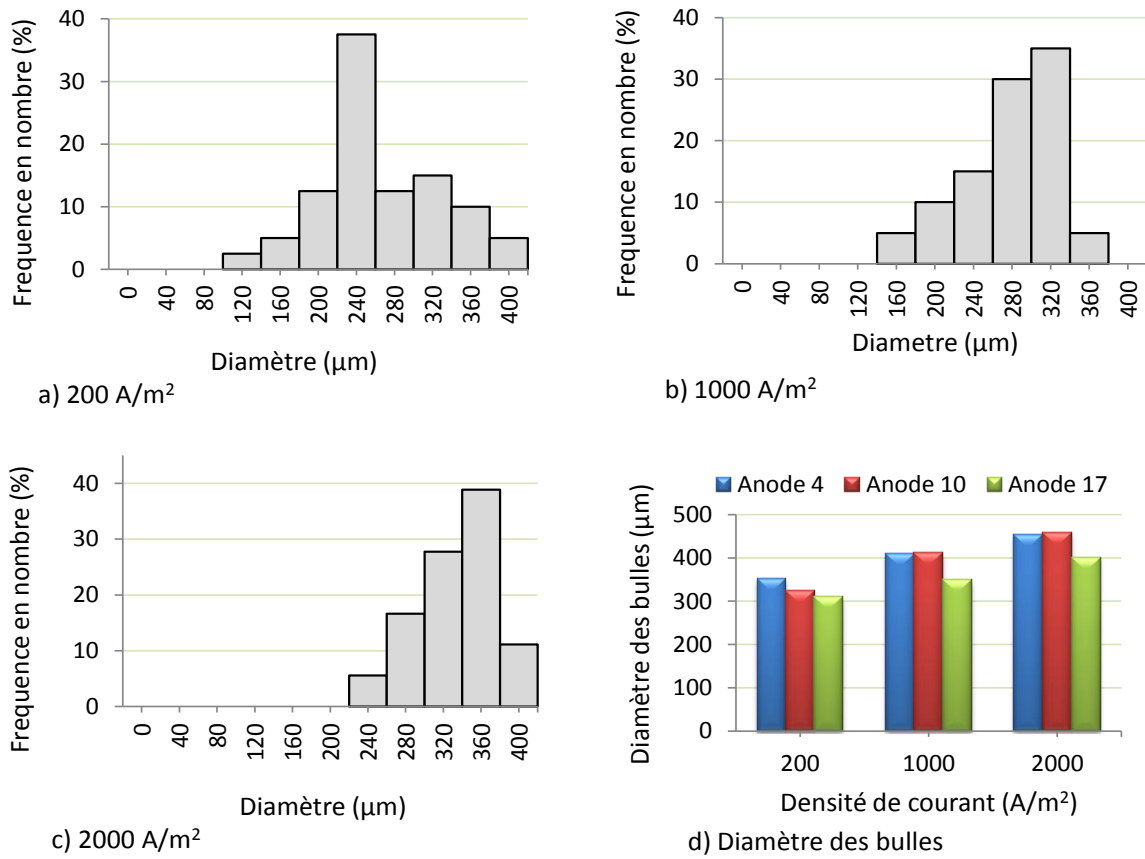 Frequence en nombre (%)
40
30
20
10
0
0 40 80 120 160 200 240 280 320 360 400
Diamètre (µm)
a) 200 A/m²
Frequence en nombre (%)
40
30
20
10
0
0 40 80 120 160 200 240 280 320 360 400
Diametre (µm)
b) 1000 A/m²
Frequence en nombre (%)
40
30
20
10
0
0 40 80 120 160 200 240 280 320 360 400
Diamètre (µm)
c) 2000 A/m²
Anode 4 Anode 10 Anode 17
Diamètre des bulles (µm)
500
400
300
200
100
0
200 1000 2000
Densité de courant (A/m²)
d) Diamètre des bulles